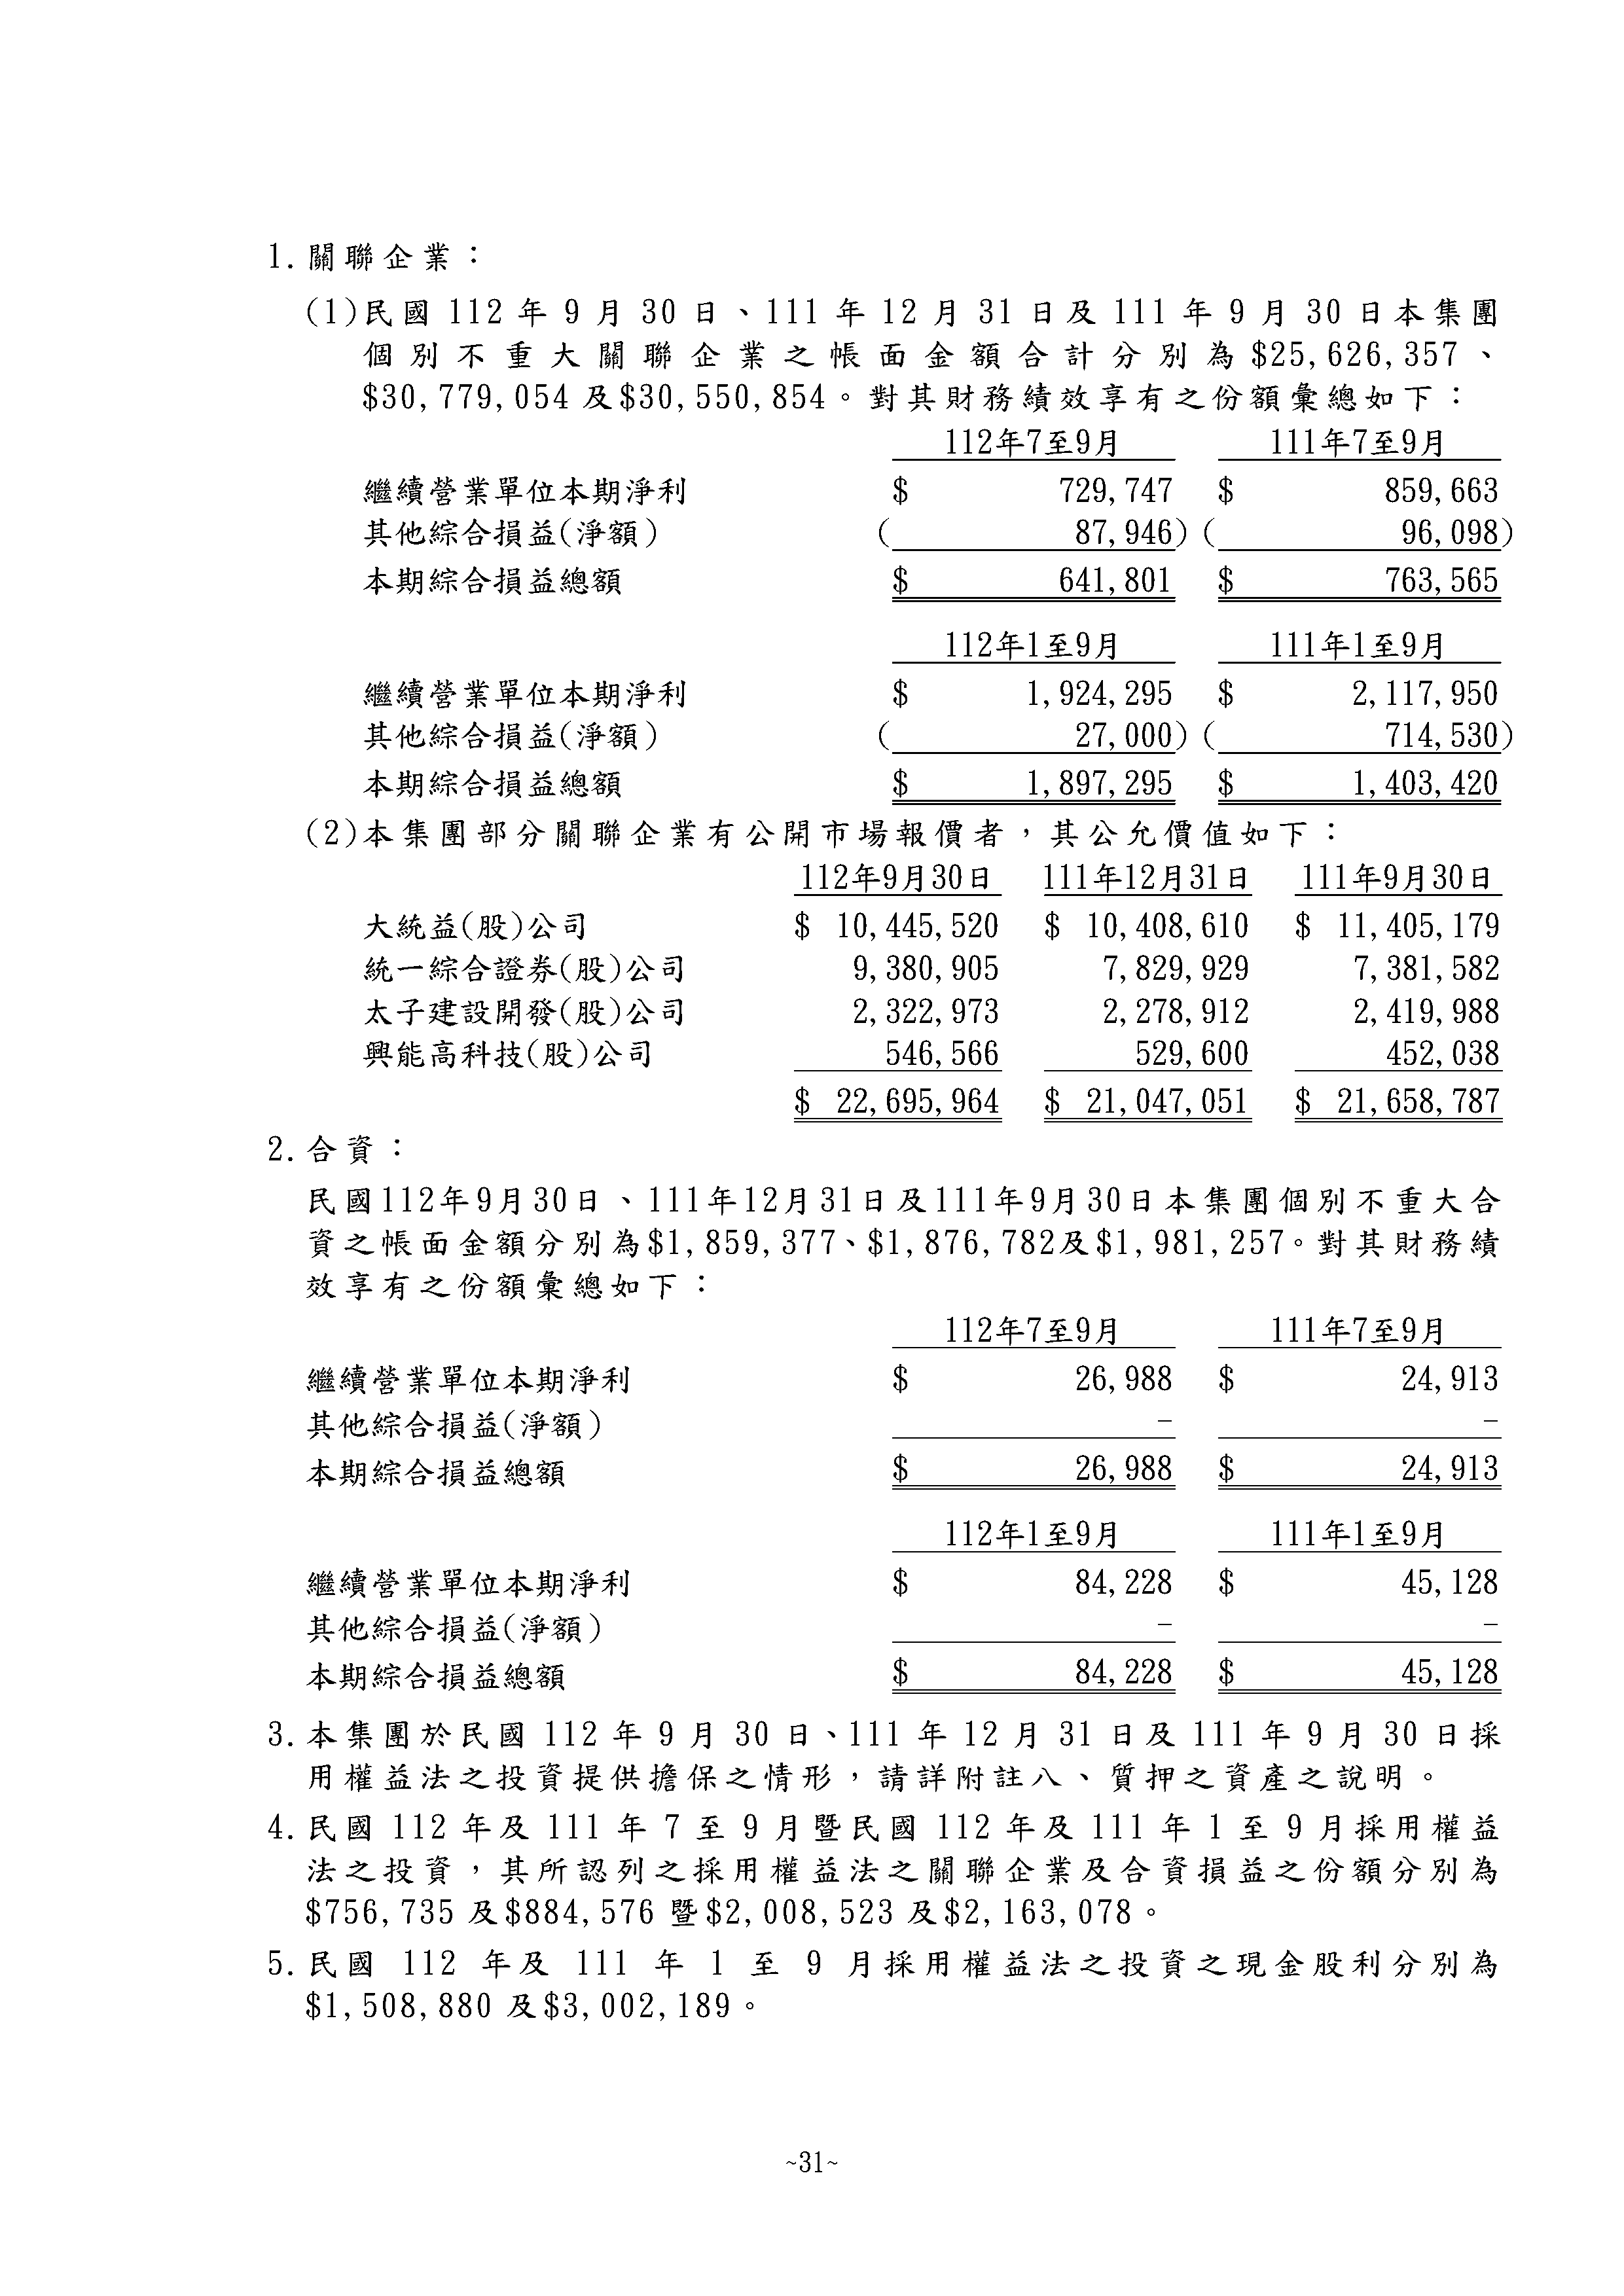 1.關聯企業：
(1)民國 112 年 9 月 30 日、111 年 12 月 31 日及 111 年 9 月 30 日本集團
個別不重大關聯企業之帳面金額合計分別為$25,626,357、
$30,779,054 及$30,550,854。對其財務績效享有之份額彙總如下：
112年7至9月 111年7至9月
繼續營業單位本期淨利 $ 729,747 $ 859,663
其他綜合損益(淨額) ( 87,946) ( 96,098)
本期綜合損益總額 $ 641,801 $ 763,565
112年1至9月 111年1至9月
繼續營業單位本期淨利 $ 1,924,295 $ 2,117,950
其他綜合損益(淨額) ( 27,000) ( 714,530)
本期綜合損益總額 $ 1,897,295 $ 1,403,420
(2)本集團部分關聯企業有公開市場報價者，其公允價值如下：
112年9月30日 111年12月31日 111年9月30日
大統益(股)公司 $ 10,445,520 $ 10,408,610 $ 11,405,179
統一綜合證券(股)公司 9,380,905 7,829,929 7,381,582
太子建設開發(股)公司 2,322,973 2,278,912 2,419,988
興能高科技(股)公司 546,566 529,600 452,038
$ 22,695,964 $ 21,047,051 $ 21,658,787
2.合資：
民國112年9月30日、111年12月31日及111年9月30日本集團個別不重大合
資之帳面金額分別為$1,859,377、$1,876,782及$1,981,257。對其財務績
效享有之份額彙總如下：
112年7至9月 111年7至9月
繼續營業單位本期淨利 $ 26,988 $ 24,913
其他綜合損益(淨額) - -
本期綜合損益總額 $ 26,988 $ 24,913
112年1至9月 111年1至9月
繼續營業單位本期淨利 $ 84,228 $ 45,128
其他綜合損益(淨額) - -
本期綜合損益總額 $ 84,228 $ 45,128
3.本集團於民國 112 年 9 月 30 日、111 年 12 月 31 日及 111 年 9 月 30 日採
用權益法之投資提供擔保之情形，請詳附註八、質押之資產之說明。
4.民國 112 年及 111 年 7 至 9 月暨民國 112 年及 111 年 1 至 9 月採用權益
法之投資，其所認列之採用權益法之關聯企業及合資損益之份額分別為
$756,735 及$884,576 暨$2,008,523 及$2,163,078。
5.民國 112 年及 111 年 1 至 9 月採用權益法之投資之現金股利分別為
$1,508,880 及$3,002,189。
~31~